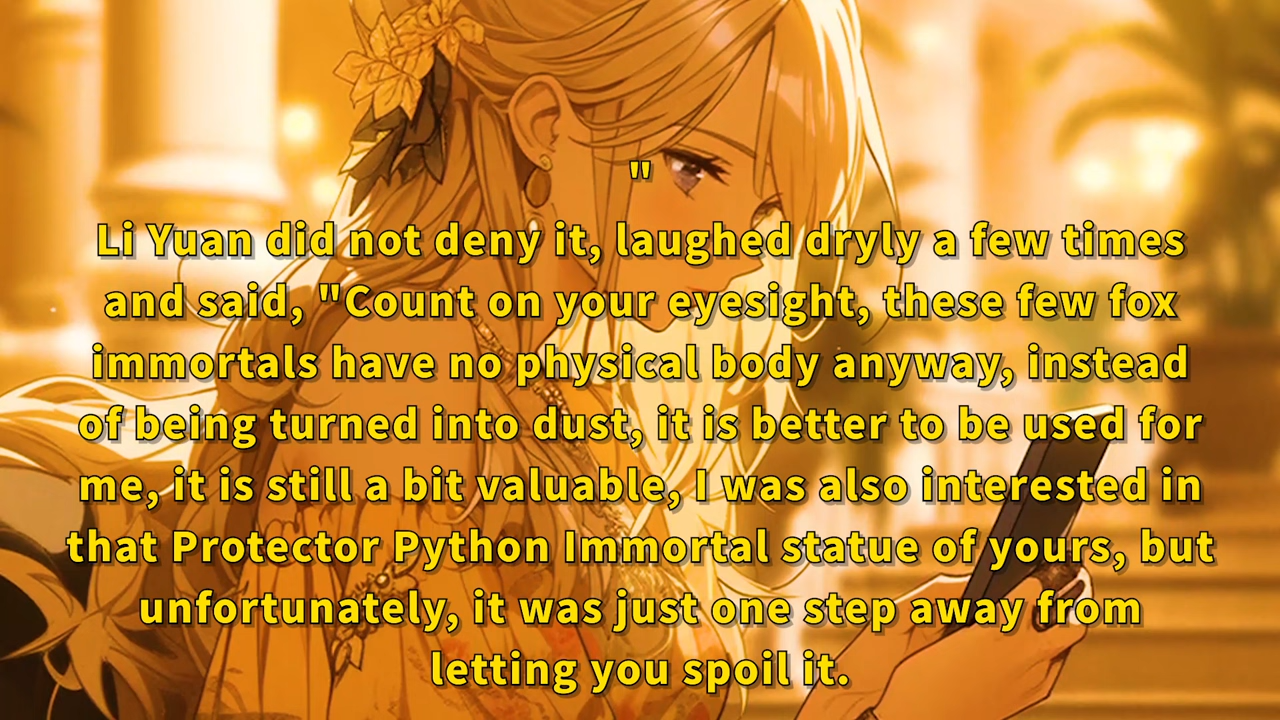 "
Li Yuan did not deny it, laughed dryly a few times
and said, "Count on your eyesight, these few fox
immortals have no physical body anyway, instead
of being turned into dust, it is better to be used for
me, it is still a bit valuable, I was also interested in
that Protector Python Immortal statue of yours, but
unfortunately, it was just one step away from
letting you spoil it.